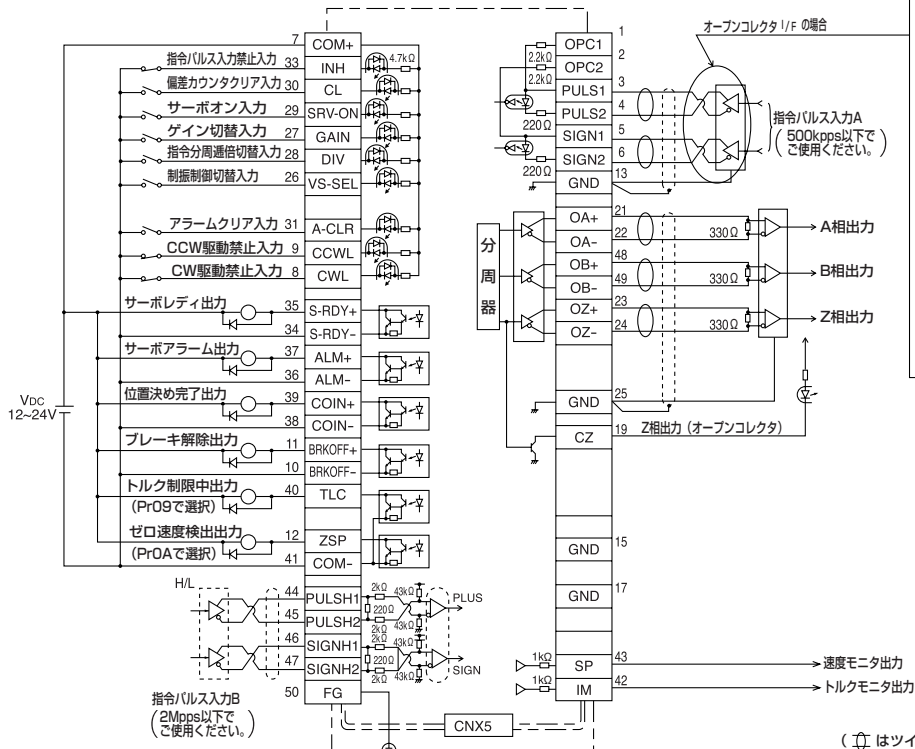 7 COM+
指令パルス入力禁止入力 33 INH 4.7kΩ
偏差カウンタクリア入力 30 CL
サーボオン入力 29 SRV-ON
ゲイン切替入力 27 GAIN
指令分周逓倍切替入力 28 DIV
制振制御切替入力 26 VS-SEL
アラームクリア入力 31 A-CLR
CCW駆動禁止入力 9 CCWL
CW駆動禁止入力 8 CWL
サーボレディ出力 35 S-RDY+
34 S-RDY-
サーボアラーム出力 37 ALM+
36 ALM-
VDC
12~24V
位置決め完了出力 39 COIN+
38 COIN-
ブレーキ解除出力 11 BRKOFF+
10 BRKOFF-
トルク制限中出力 40 TLC
(Pr09で選択)
ゼロ速度検出出力 12 ZSP
(Pr0Aで選択) 41 COM-
H/L
44 PULSH1 2kΩ 43kΩ PLUS
220Ω
45 PULSH2 2kΩ 43kΩ
46 SIGNH1 2kΩ 43kΩ
220Ω
47 SIGNH2 2kΩ 43kΩ SIGN
50 FG
指令パルス入力B
(2Mpps以下で
ご使用ください。)
CNX5
オープンコレクタ I/F の場合
OPC1 1
2.2kΩ
OPC2 2
2.2kΩ
PULS1 3
PULS2 4
220Ω
SIGN1 5
SIGN2 6
220Ω
GND 13
指令パルス入力A
(500kpps以下で
ご使用ください。)
分周器
OA+ 21
OA- 22 330Ω A相出力
OB+ 48
OB- 49 330Ω B相出力
OZ+ 23
OZ- 24 330Ω Z相出力
GND 25
CZ 19 Z相出力(オープンコレクタ)
GND 15
GND 17
1kΩ SP 43 速度モニタ出力
1kΩ IM 42 トルクモニタ出力
( はツイ